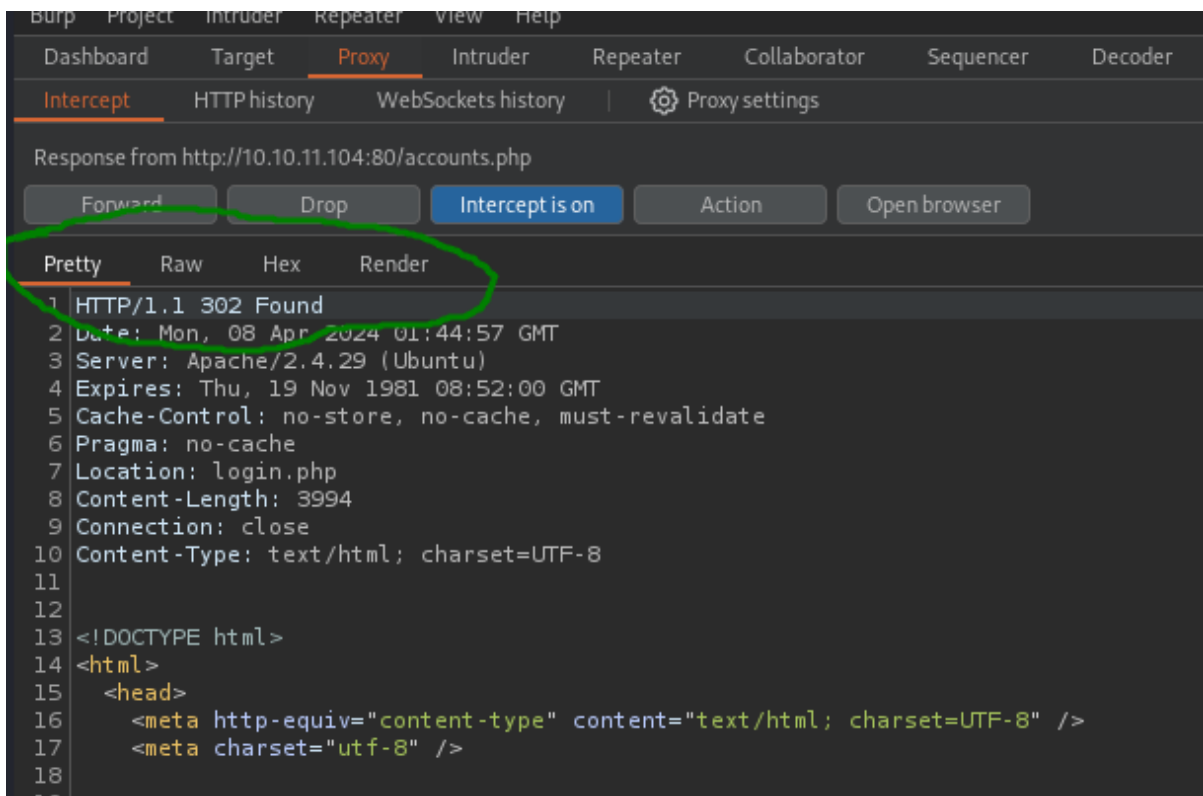 Burp Project Intruder Repeater View Help
Dashboard Target Proxy Intruder Repeater Collaborator Sequencer Decoder
Intercept HTTP history WebSockets history Proxy settings
Response from http://10.10.11.104:80/accounts.php
Forward Drop Intercept is on Action Open browser
Pretty Raw Hex Render
1 HTTP/1.1 302 Found
2 Date: Mon, 08 Apr 2024 01:44:57 GMT
3 Server: Apache/2.4.29 (Ubuntu)
4 Expires: Thu, 19 Nov 1981 08:52:00 GMT
5 Cache-Control: no-store, no-cache, must-revalidate
6 Pragma: no-cache
7 Location: login.php
8 Content-Length: 3994
9 Connection: close
10 Content-Type: text/html; charset=UTF-8
11
12
13 <!DOCTYPE html>
14 <html>
15 <head>
16 <meta http-equiv="content-type" content="text/html; charset=UTF-8" />
17 <meta charset="utf-8" />
18